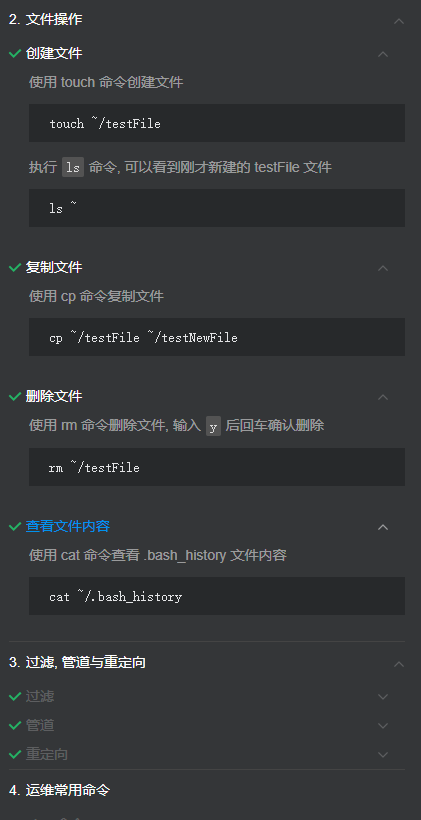 2. 文件操作
创建文件
使用 touch 命令创建文件
touch ~/testFile
执行 ls 命令, 可以看到刚才新建的 testFile 文件
ls ~
复制文件
使用 cp 命令复制文件
cp ~/testFile ~/testNewFile
删除文件
使用 rm 命令删除文件, 输入 y 后回车确认删除
rm ~/testFile
查看文件内容
使用 cat 命令查看 .bash_history 文件内容
cat ~/.bash_history
3. 过滤, 管道与重定向
过滤
管道
重定向
4. 运维常用命令